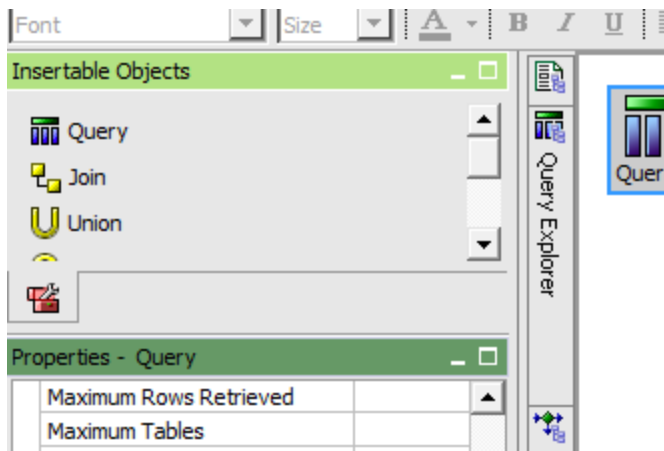 Font Size A B I U
Insertable Objects
Query
Join
Union
Query Explorer
Quer
Properties - Query
Maximum Rows Retrieved
Maximum Tables